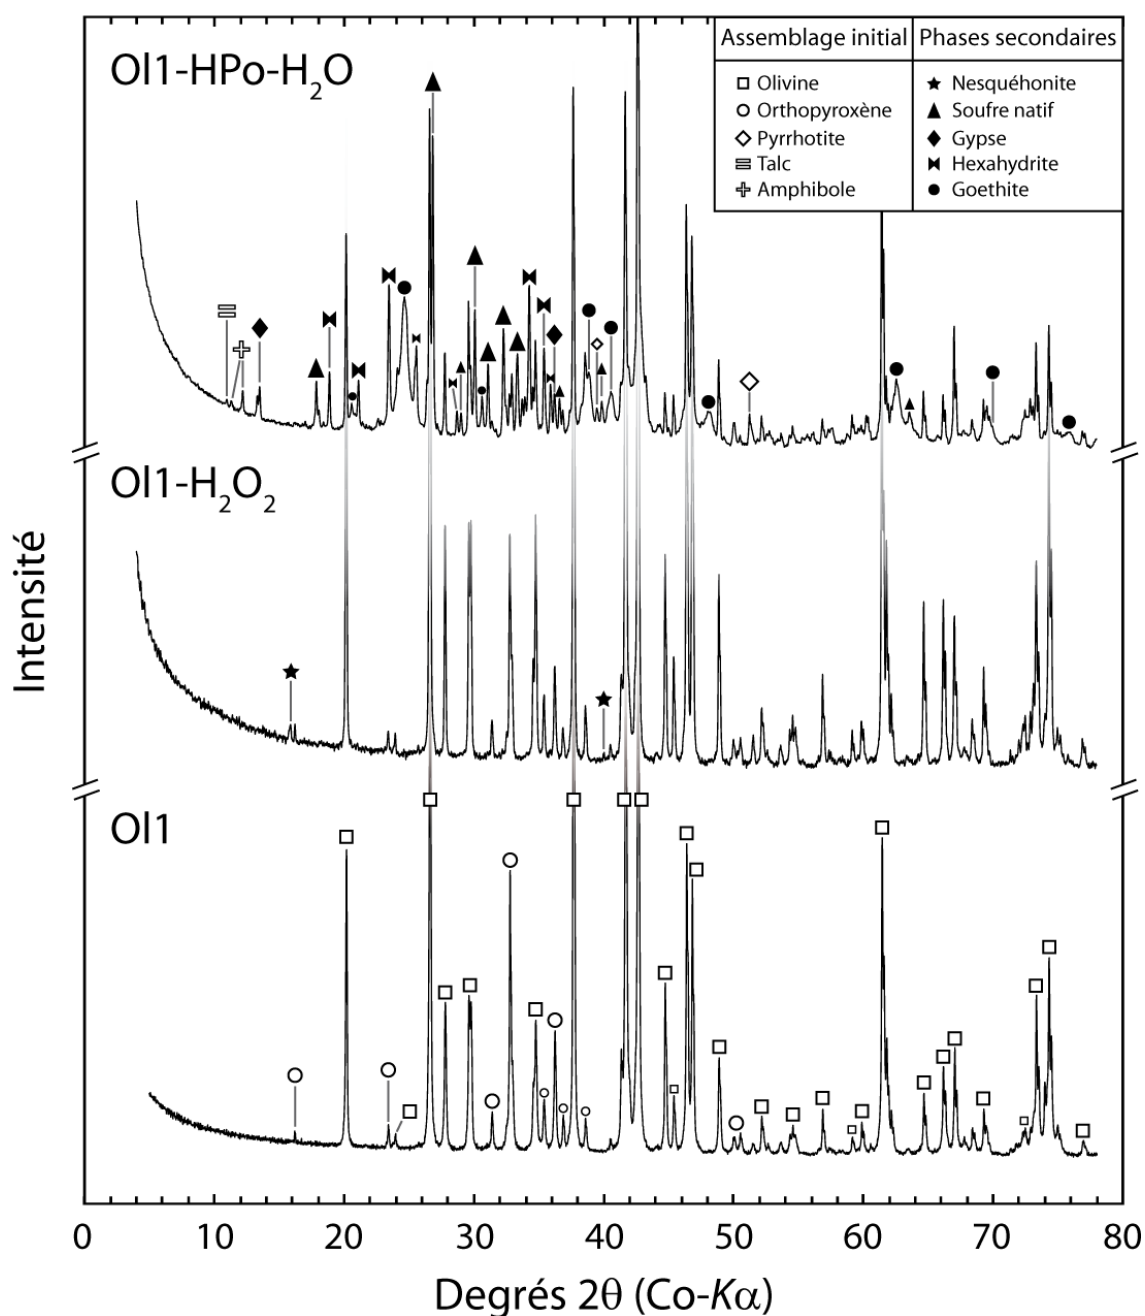 Ol1-HPo-H₂O
Assemblage initial
Phases secondaires
Olivine
Nesquéhonite
Orthopyroxène
Soufre natif
Pyrrhotite
Gypse
Talc
Hexahydrite
Amphibole
Goethite
Ol1-H₂O₂
Intensité
Ol1
0 10 20 30 40 50 60 70 80
Degrés 2θ (Co-Kα)